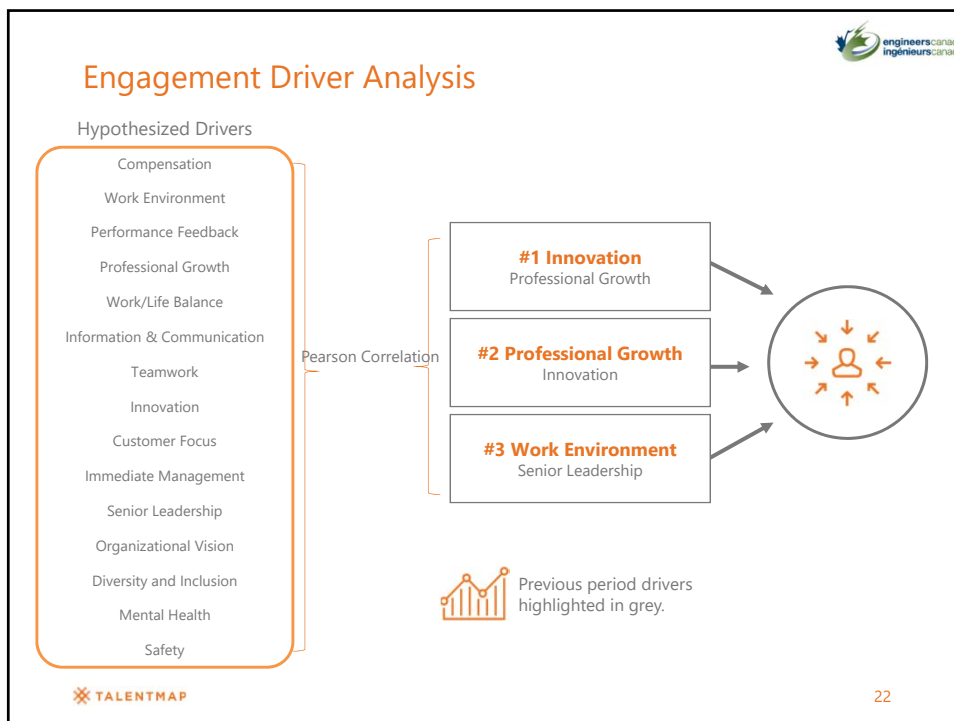 engineerscana
ingénieurscana
Engagement Driver Analysis
Hypothesized Drivers
Compensation
Work Environment
Performance Feedback
Professional Growth
Work/Life Balance
Information & Communication
Teamwork
Innovation
Customer Focus
Immediate Management
Senior Leadership
Organizational Vision
Diversity and Inclusion
Mental Health
Safety
Pearson Correlation
#1 Innovation
Professional Growth
#2 Professional Growth
Innovation
#3 Work Environment
Senior Leadership
Previous period drivers
highlighted in grey.
TALENTMAP
22